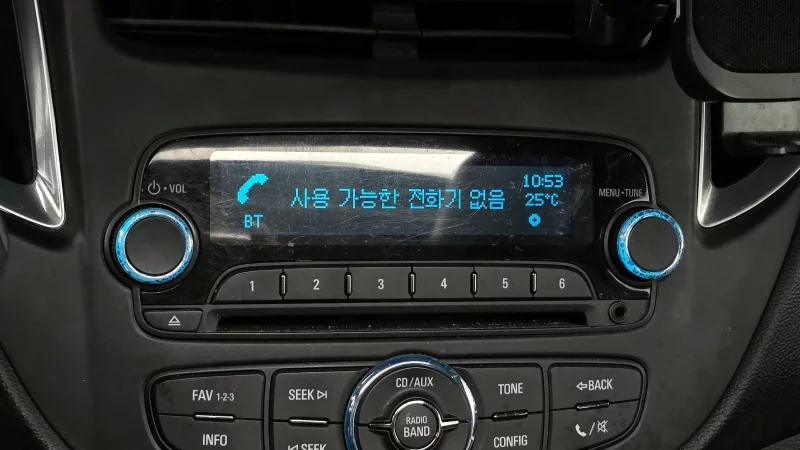 VOL
MENU•TUNE
BT
사용 가능한 전화기 없음
10:53
25°C
1 2 3 4 5 6
FAV 1-2-3
SEEK
CD/AUX
TONE
BACK
INFO
SEEK
RADIO
BAND
CONFIG